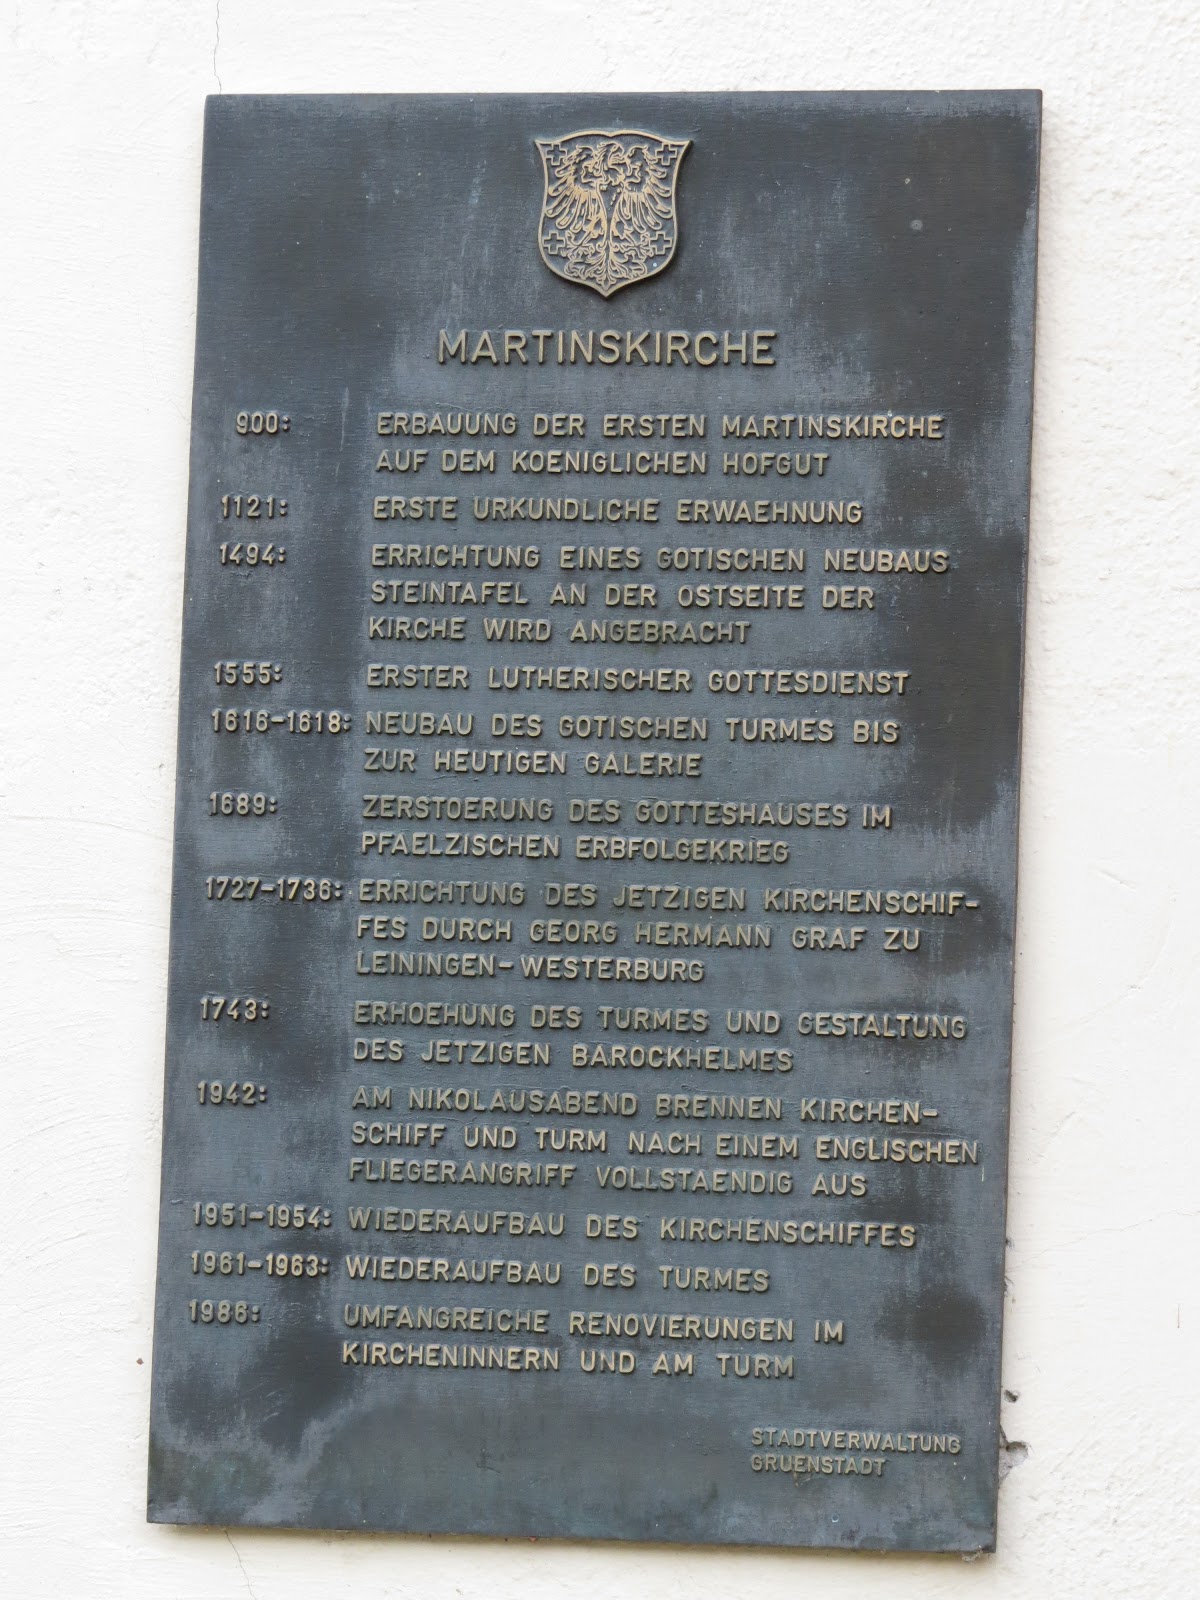 MARTINSKIRCHE
900: ERBAUUNG DER ERSTEN MARTINSKIRCHE
AUF DEM KOENIGLICHEN HOFGUT
1121: ERSTE URKUNDLICHE ERWAEHNUNG
1494: ERRICHTUNG EINES GOTISCHEN NEUBAUS
STEINTAFEL AN DER OSTSEITE DER
KIRCHE WIRD ANGEBRACHT
1555: ERSTER LUTHERISCHER GOTTESDIENST
1616-1618: NEUBAU DES GOTISCHEN TURMES BIS
ZUR HEUTIGEN GALERIE
1689: ZERSTOERUNG DES GOTTESHAUSES IM
PFAELZISCHEN ERBFOLGEKRIEG
1727-1736: ERRICHTUNG DES JETZIGEN KIRCHENSCHIF-
FES DURCH GEORG HERMANN GRAF ZU
LEININGEN-WESTERBURG
1743: ERHOEHUNG DES TURMES UND GESTALTUNG
DES JETZIGEN BAROCKHELMES
1942: AM NIKOLAUSABEND BRENNEN KIRCHEN-
SCHIFF UND TURM NACH EINEM ENGLISCHEN
FLIEGERANGRIFF VOLLSTAENDIG AUS
1951-1954: WIEDERAUFBAU DES KIRCHENSCHIFFES
1961-1963: WIEDERAUFBAU DES TURMES
1986: UMFANGREICHE RENOVIERUNGEN IM
KIRCHENINNERN UND AM TURM
STADTVERWALTUNG
GRUENSTADT